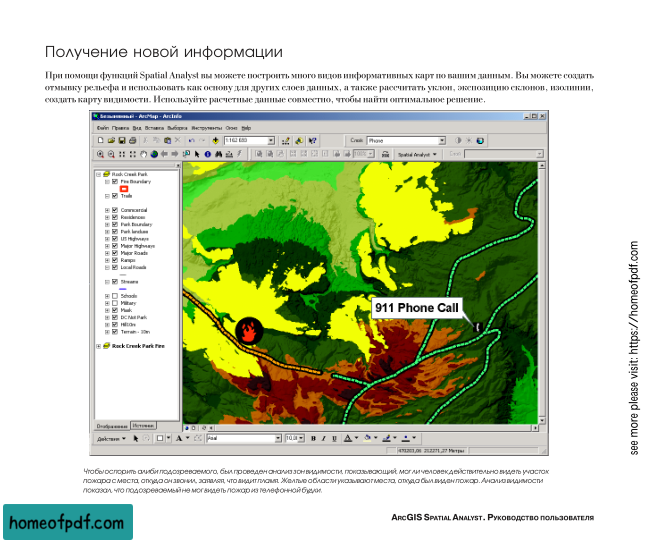 Получение новой информации
При помощи функций Spatial Analyst вы можете построить много видов информативных карт по вашим данным. Вы можете создать
отмывку рельефа и использовать как основу для других слоев данных, а также рассчитать уклон, экспозицию склонов, изолинии,
создать карту видимости. Используйте расчетные данные совместно, чтобы найти оптимальное решение.
Безымянный - ArcMap - ArcInfo
Файл Правка Вид Вставка Выборка Инструменты Окно Help
1:162 600
Слой: Phone
Spatial Analyst
Rock Creek Park
Fire Boundary
Trails
Commercial
Residences
Park Boundary
Park landuse
US Highways
Major Highways
Major Roads
Ramps
Local Roads
Streams
Schools
Military
Mask
DC Not Park
Hill10m
Terrain - 10m
Rock Creek Park Fire
911 Phone Call
Отображение Источник
Действия
Arial
10
478203,06 212271,27 Метры
Чтобы оспорить алиби подозреваемого, был проведен анализ зон видимости, показывающий, мог ли человек действительно видеть участок
пожара с места, откуда он звонил, заявляя, что видит пламя. Желтые области указывают места, откуда был виден пожар. Анализ видимости
показал, что подозреваемый не мог видеть пожар из телефонной будки.
ArcGIS Spatial Analyst. Руководство пользователя
see more please visit: https://homeofpdf.com
homeofpdf.com